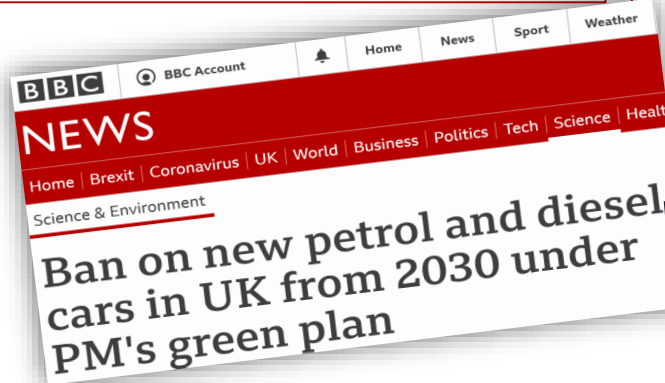 BBC BBC Account Home News Sport Weather
NEWS
Home Brexit Coronavirus UK World Business Politics Tech Science
Science & Environment
Ban on new petrol and diesel
cars in UK from 2030 under
PM's green plan